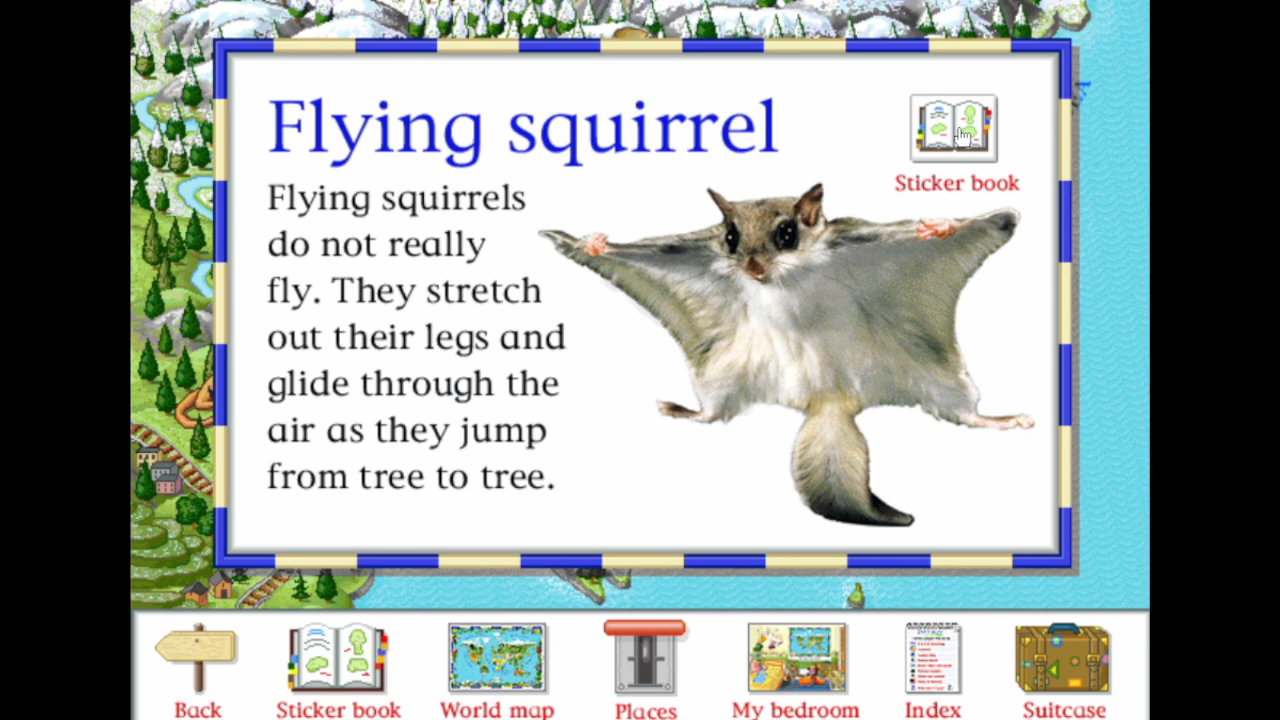 Flying squirrel
Sticker book
Flying squirrels
do not really
fly. They stretch
out their legs and
glide through the
air as they jump
from tree to tree.
Back
Sticker book
World map
Places
My bedroom
Index
Suitcase